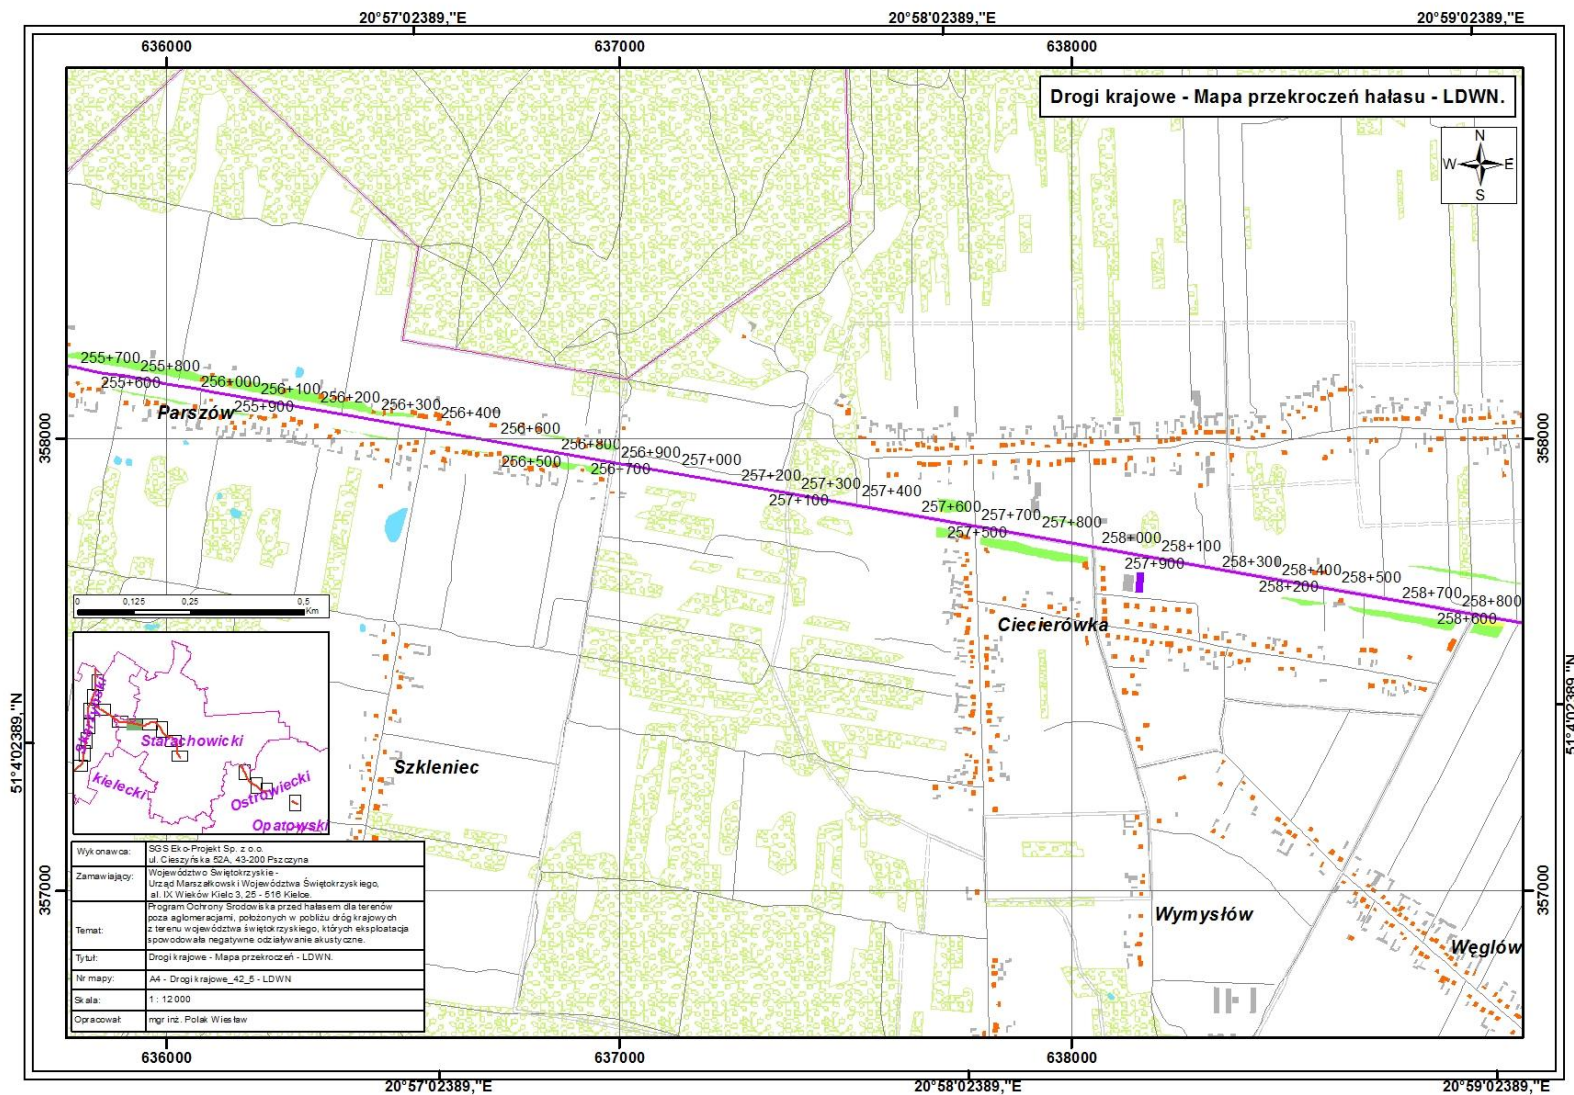 20°57'02389,"E 20°58'02389,"E 20°59'02389,"E
636000 637000 638000
Drogi krajowe - Mapa przekroczeń hałasu - LDWN.
N
W E
S
358000 358000
255+700
255+800
255+600
256+000
256+100
256+200
256+300
256+400
255+900
Parszów
256+600
256+800
256+900
257+000
256+500
256+700
257+200
257+300
257+400
257+100
257+600
257+700
257+800
257+500
258+000
258+100
257+900
258+300
258+400
258+500
258+200
258+700
258+800
258+600
0 0,125 0,25 0,5
Km
Ciecierówka
Skarżyski
Starachowicki
kielecki
Ostrowiecki
Opatowski
Szkleniec
51°4'02389,"N 51°4'02389,"N
357000 357000
Wymysłów
Węglów
Wykonawca: SGS Eko-Projekt Sp. z o.o.
ul. Cieszyńska 52A, 43-200 Pszczyna
Zamawiający: Województwo Świętokrzyskie -
Urząd Marszałkowski Województwa Świętokrzyskiego,
al. IX Wieków Kielc 3, 25 - 516 Kielce.
Temat: Program Ochrony Środowiska przed hałasem dla terenów
poza aglomeracjami, położonych w pobliżu dróg krajowych
z terenu województwa świętokrzyskiego, których eksploatacja
spowodowała negatywne oddziaływanie akustyczne.
Tytuł: Drogi krajowe - Mapa przekroczeń - LDWN.
Nr mapy: A4 - Drogi krajowe_42_5 - LDWN
Skala: 1 : 12 000
Opracował: mgr inż. Polak Wiesław
636000 637000 638000
20°57'02389,"E 20°58'02389,"E 20°59'02389,"E